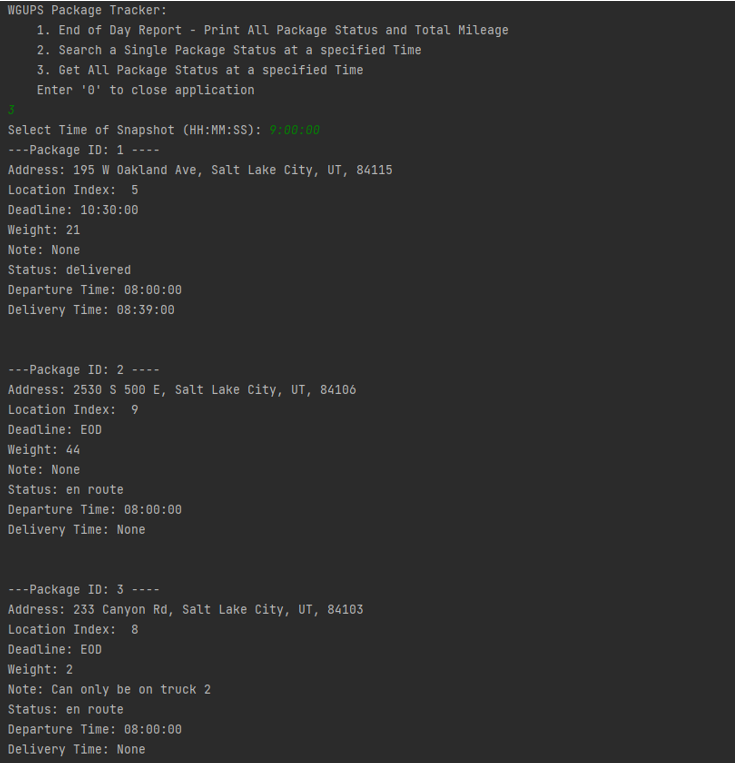 WGUPS Package Tracker:
1. End of Day Report - Print All Package Status and Total Mileage
2. Search a Single Package Status at a specified Time
3. Get All Package Status at a specified Time
Enter '0' to close application
3
Select Time of Snapshot (HH:MM:SS): 9:00:00
---Package ID: 1 ----
Address: 195 W Oakland Ave, Salt Lake City, UT, 84115
Location Index:  5
Deadline: 10:30:00
Weight: 21
Note: None
Status: delivered
Departure Time: 08:00:00
Delivery Time: 08:39:00
---Package ID: 2 ----
Address: 2530 S 500 E, Salt Lake City, UT, 84106
Location Index:  9
Deadline: EOD
Weight: 44
Note: None
Status: en route
Departure Time: 08:00:00
Delivery Time: None
---Package ID: 3 ----
Address: 233 Canyon Rd, Salt Lake City, UT, 84103
Location Index:  8
Deadline: EOD
Weight: 2
Note: Can only be on truck 2
Status: en route
Departure Time: 08:00:00
Delivery Time: None